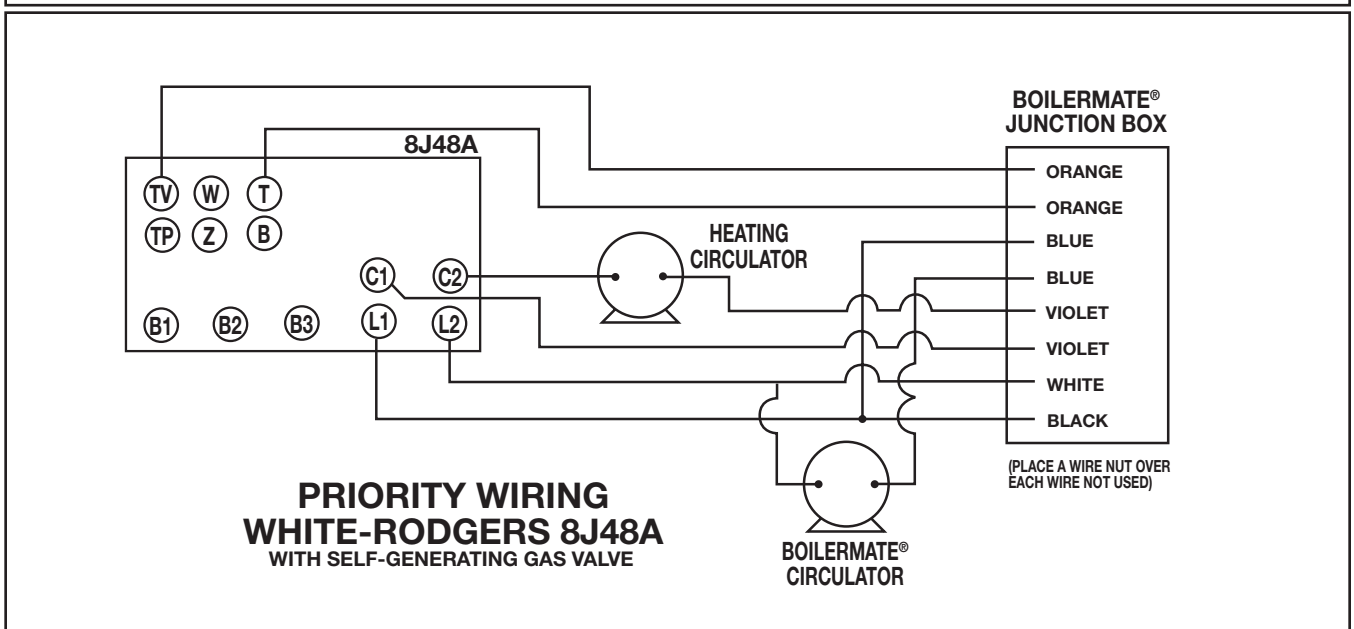 8J48A
TV W T
TP Z B
C1 C2
B1 B2 B3 L1 L2
HEATING
CIRCULATOR
BOILERMATE®
JUNCTION BOX
ORANGE
ORANGE
BLUE
BLUE
VIOLET
VIOLET
WHITE
BLACK
(PLACE A WIRE NUT OVER
EACH WIRE NOT USED)
BOILERMATE®
CIRCULATOR
PRIORITY WIRING
WHITE-RODGERS 8J48A
WITH SELF-GENERATING GAS VALVE